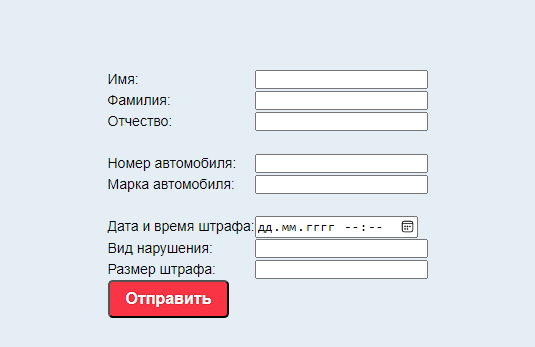 Имя:
Фамилия:
Отчество:
Номер автомобиля:
Марка автомобиля:
Дата и время штрафа: дд.мм.гггг --:--
Вид нарушения:
Размер штрафа:
Отправить